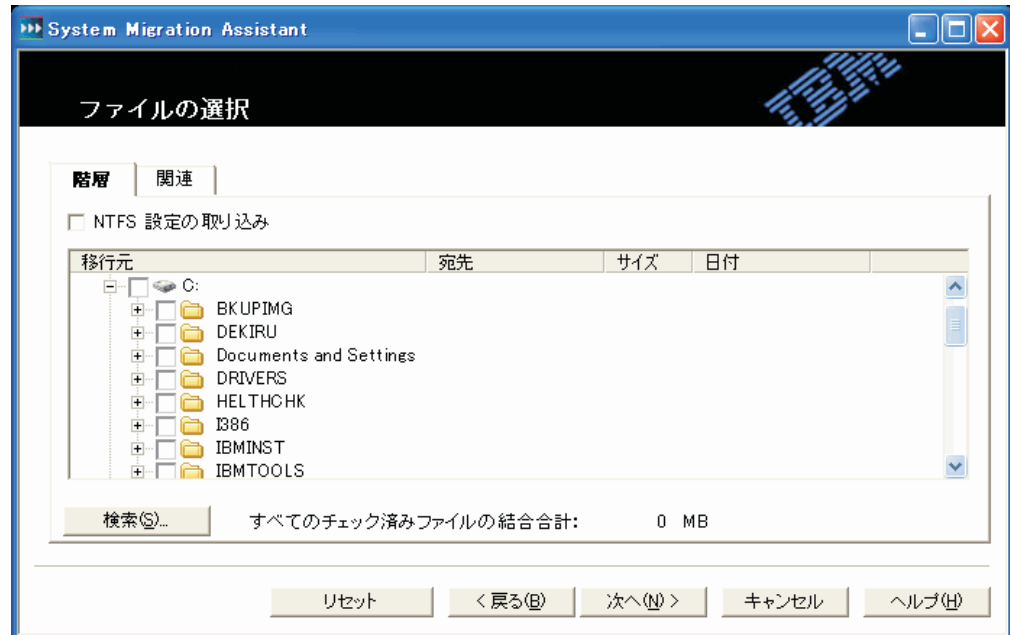 System Migration Assistant
ファイルの選択
IBM
階層 関連
NTFS 設定の取り込み
移行元 宛先 サイズ 日付
C:
BKUPIMG
DEKIRU
Documents and Settings
DRIVERS
HELTHCHK
I386
IBMINST
IBMTOOLS
検索(S)... すべてのチェック済みファイルの結合合計: 0 MB
リセット < 戻る(B) 次へ(N) > キャンセル ヘルプ(H)